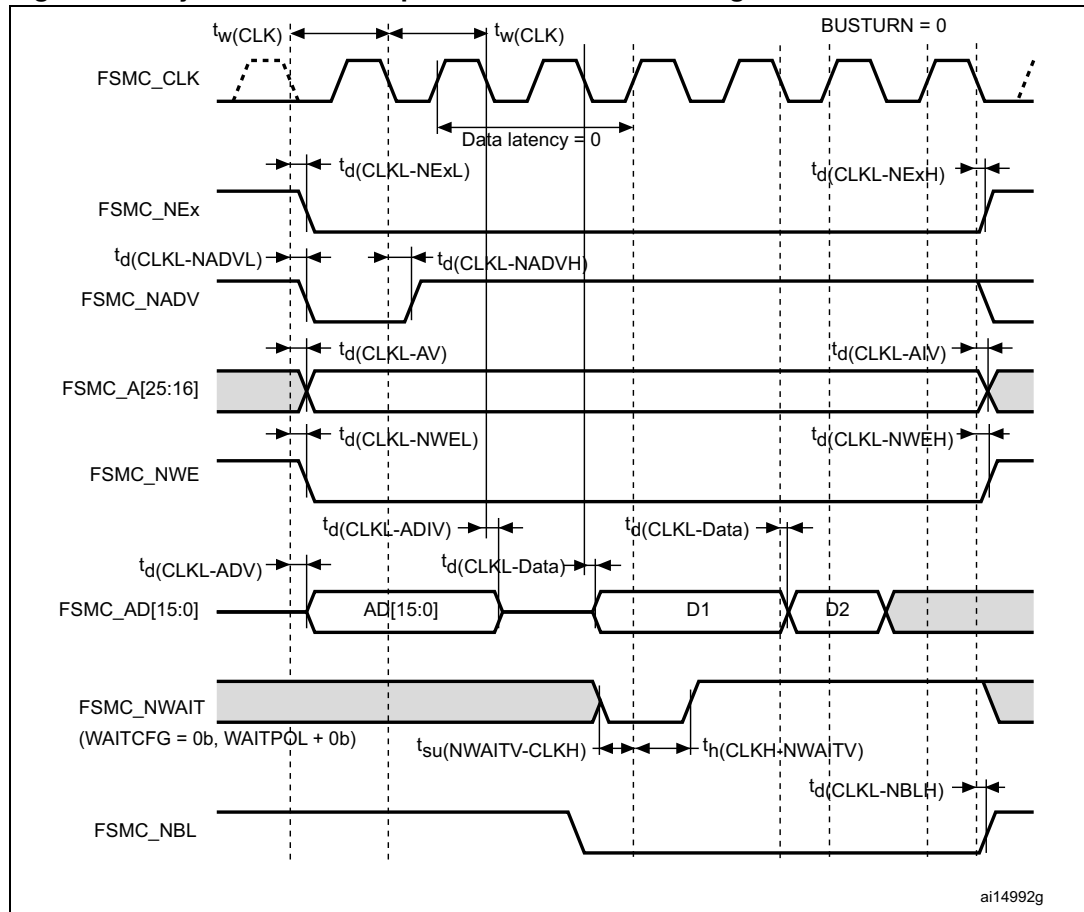 tw(CLK) tw(CLK) BUSTURN = 0
FSMC_CLK
Data latency = 0
td(CLKL-NExL) td(CLKL-NExH)
FSMC_NEx
td(CLKL-NADVL) td(CLKL-NADVH)
FSMC_NADV
td(CLKL-AV) td(CLKL-AIV)
FSMC_A[25:16]
td(CLKL-NWEL) td(CLKL-NWEH)
FSMC_NWE
td(CLKL-ADIV) td(CLKL-Data)
td(CLKL-ADV) td(CLKL-Data)
FSMC_AD[15:0] AD[15:0] D1 D2
FSMC_NWAIT
(WAITCFG = 0b, WAITPOL + 0b)
tsu(NWAITV-CLKH) th(CLKH-NWAITV)
td(CLKL-NBLH)
FSMC_NBL
ai14992g